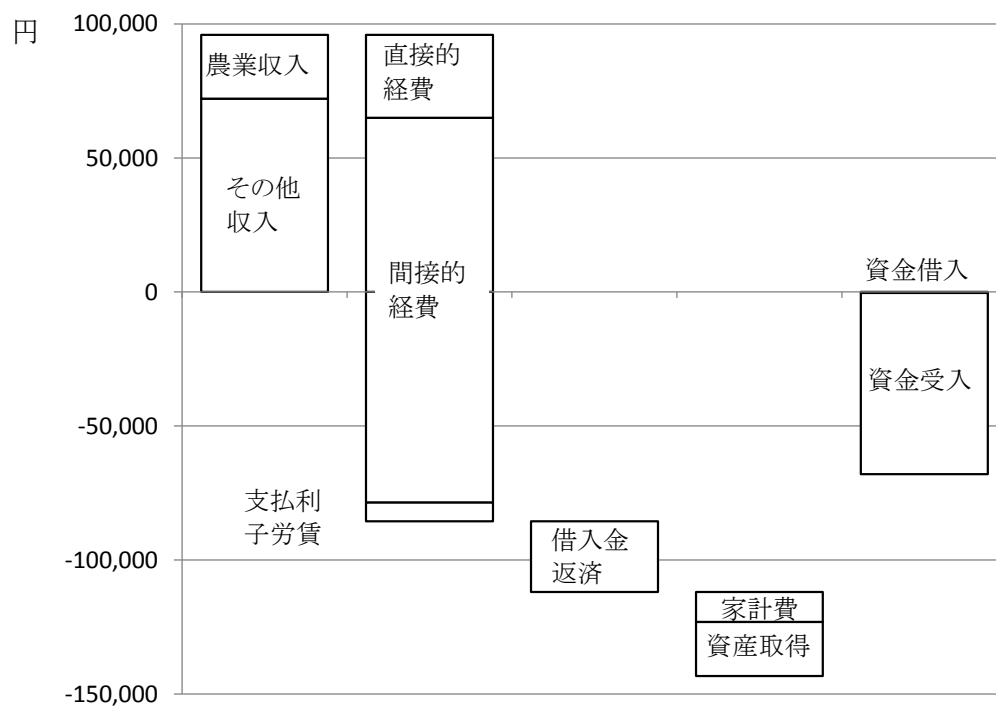 円
100,000
50,000
0
-50,000
-100,000
-150,000
農業収入
その他
収入
直接的
経費
間接的
経費
支払利
子労賃
借入金
返済
家計費
資産取得
資金借入
資金受入